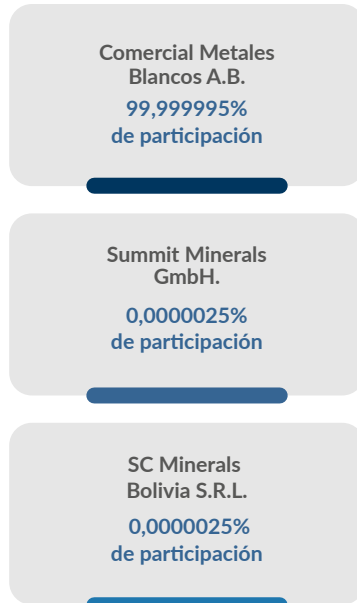 Comercial Metales
Blancos A.B.
99,999995%
de participación
Summit Minerals
GmbH.
0,0000025%
de participación
SC Minerals
Bolivia S.R.L.
0,0000025%
de participación